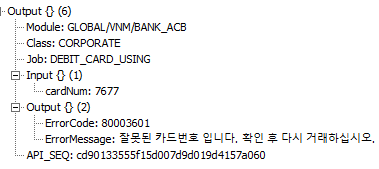 Output {} (6)
Module: GLOBAL/VNM/BANK_ACB
Class: CORPORATE
Job: DEBIT_CARD_USING
Input {} (1)
cardNum: 7677
Output {} (2)
ErrorCode: 80003601
ErrorMessage: 잘못된 카드번호 입니다. 확인 후 다시 거래하십시오.
API_SEQ: cd90133555f15d007d9d019d4157a060